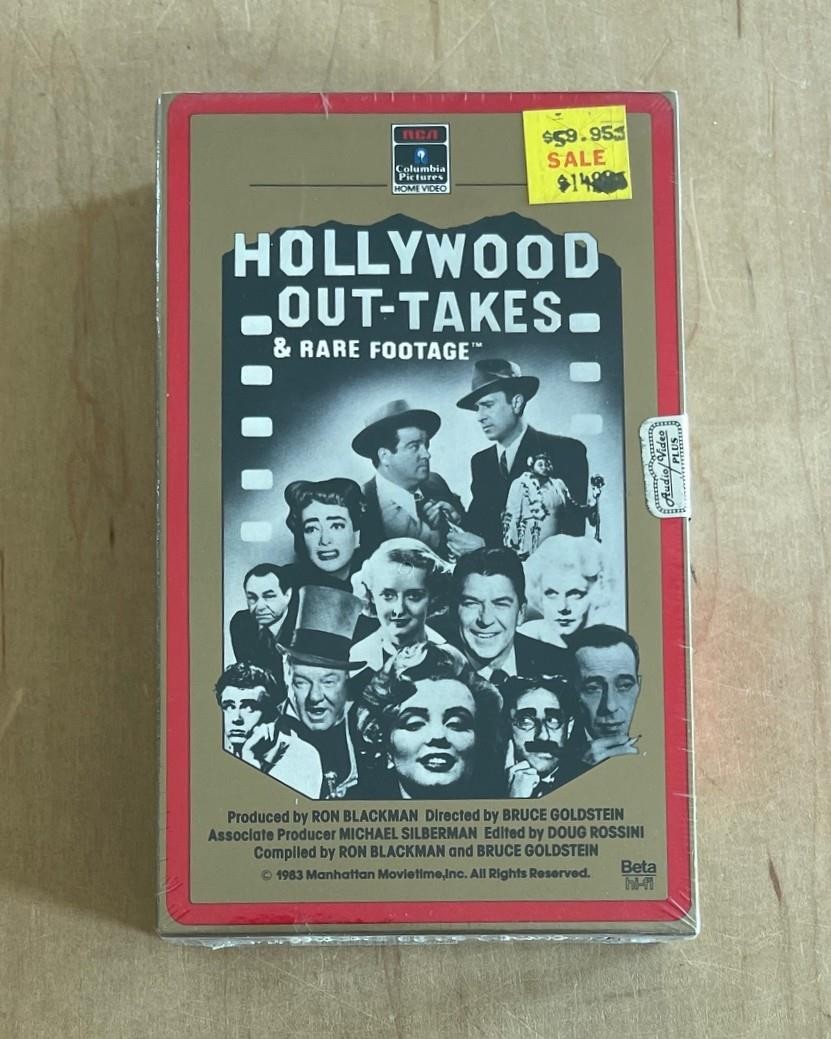 RCA
Columbia
Pictures
HOME VIDEO
$59.95
SALE
HOLLYWOOD
OUT-TAKES
& RARE FOOTAGE™
Audio/Video
PLUS
Produced by RON BLACKMAN Directed by BRUCE GOLDSTEIN
Associate Producer MICHAEL SILBERMAN Edited by DOUG ROSSINI
Compiled by RON BLACKMAN and BRUCE GOLDSTEIN
© 1983 Manhattan Movietime,Inc. All Rights Reserved.
Beta
hi-fi